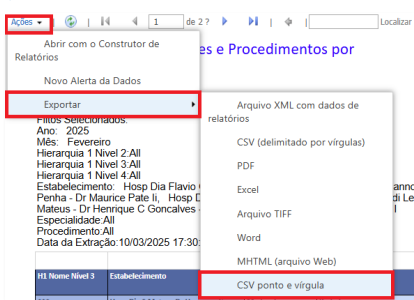 Ações
1 de 2 ?
Localizar
Abrir com o Construtor de
Relatórios
es e Procedimentos por
Novo Alerta da Dados
Exportar
Arquivo XML com dados de
relatórios
CSV (delimitado por vírgulas)
PDF
Excel
Arquivo TIFF
Word
MHTML (arquivo Web)
CSV ponto e vírgula
Filtros Selecionados:
Ano: 2025
Mês: Fevereiro
Hierarquia 1 Nivel 2:All
Hierarquia 1 Nivel 3:All
Hierarquia 1 Nivel 4:All
Estabelecimento: Hosp Dia Flavio
Penha - Dr Maurice Pate Ii, Hosp D
di Le
Mateus - Dr Henrique C Goncalves -
Especialidade:All
Procedimento:All
Data da Extração:10/03/2025 17:30:
H1 Nome Nível 3 Estabelecimento